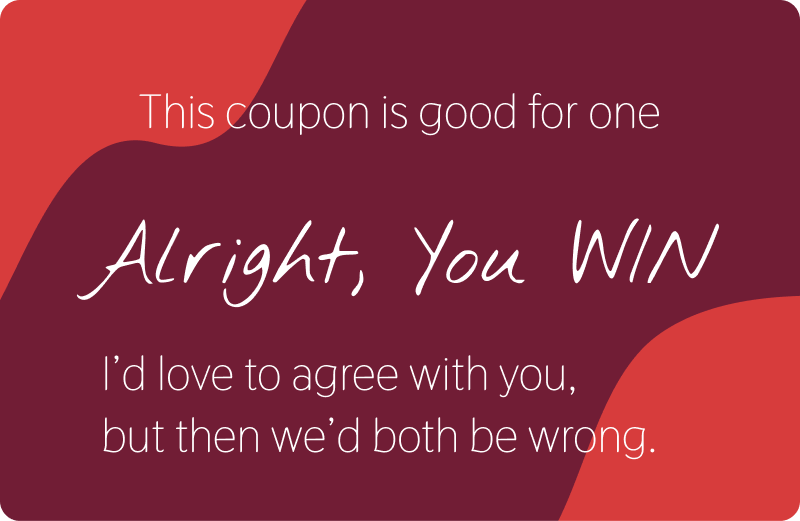 This coupon is good for one
Alright, You WIN
I’d love to agree with you,
but then we’d both be wrong.